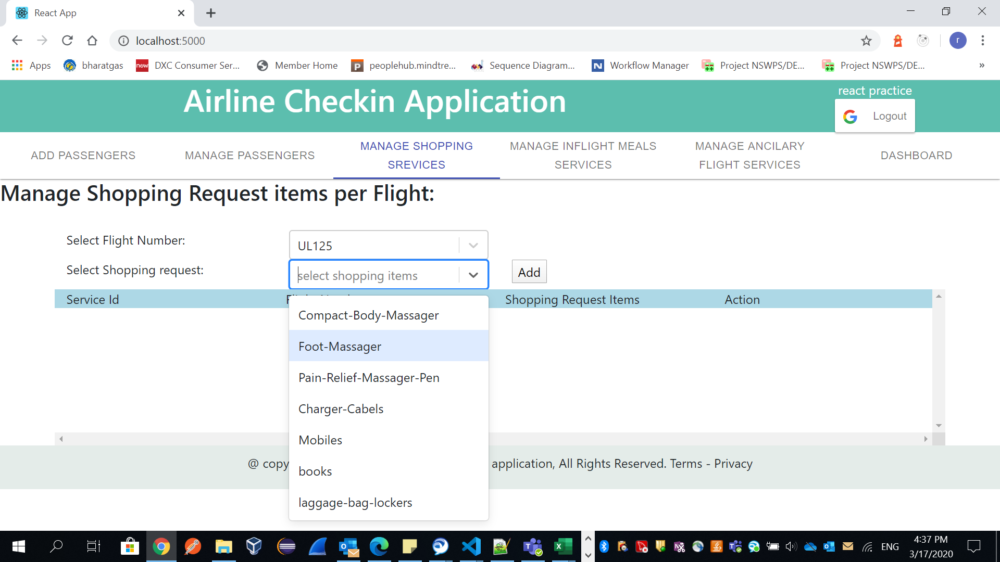 React App
localhost:5000
r
Apps
bharatgas
now
DXC Consumer Ser...
Member Home
P
peoplehub.mindtre...
Sequence Diagram...
N
Workflow Manager
Project NSWPS/DE...
Project NSWPS/DE...
»
Airline Checkin Application
react practice
Logout
ADD PASSENGERS
MANAGE PASSENGERS
MANAGE SHOPPING
SREVICES
MANAGE INFLIGHT MEALS
SERVICES
MANAGE ANCILARY
FLIGHT SERVICES
DASHBOARD
Manage Shopping Request items per Flight:
Select Flight Number:
UL125
Select Shopping request:
select shopping items
Add
Service Id
Shopping Request Items
Action
Compact-Body-Massager
Foot-Massager
Pain-Relief-Massager-Pen
Charger-Cabels
Mobiles
books
laggage-bag-lockers
@ copy
application, All Rights Reserved. Terms - Privacy
ENG
4:37 PM
3/17/2020